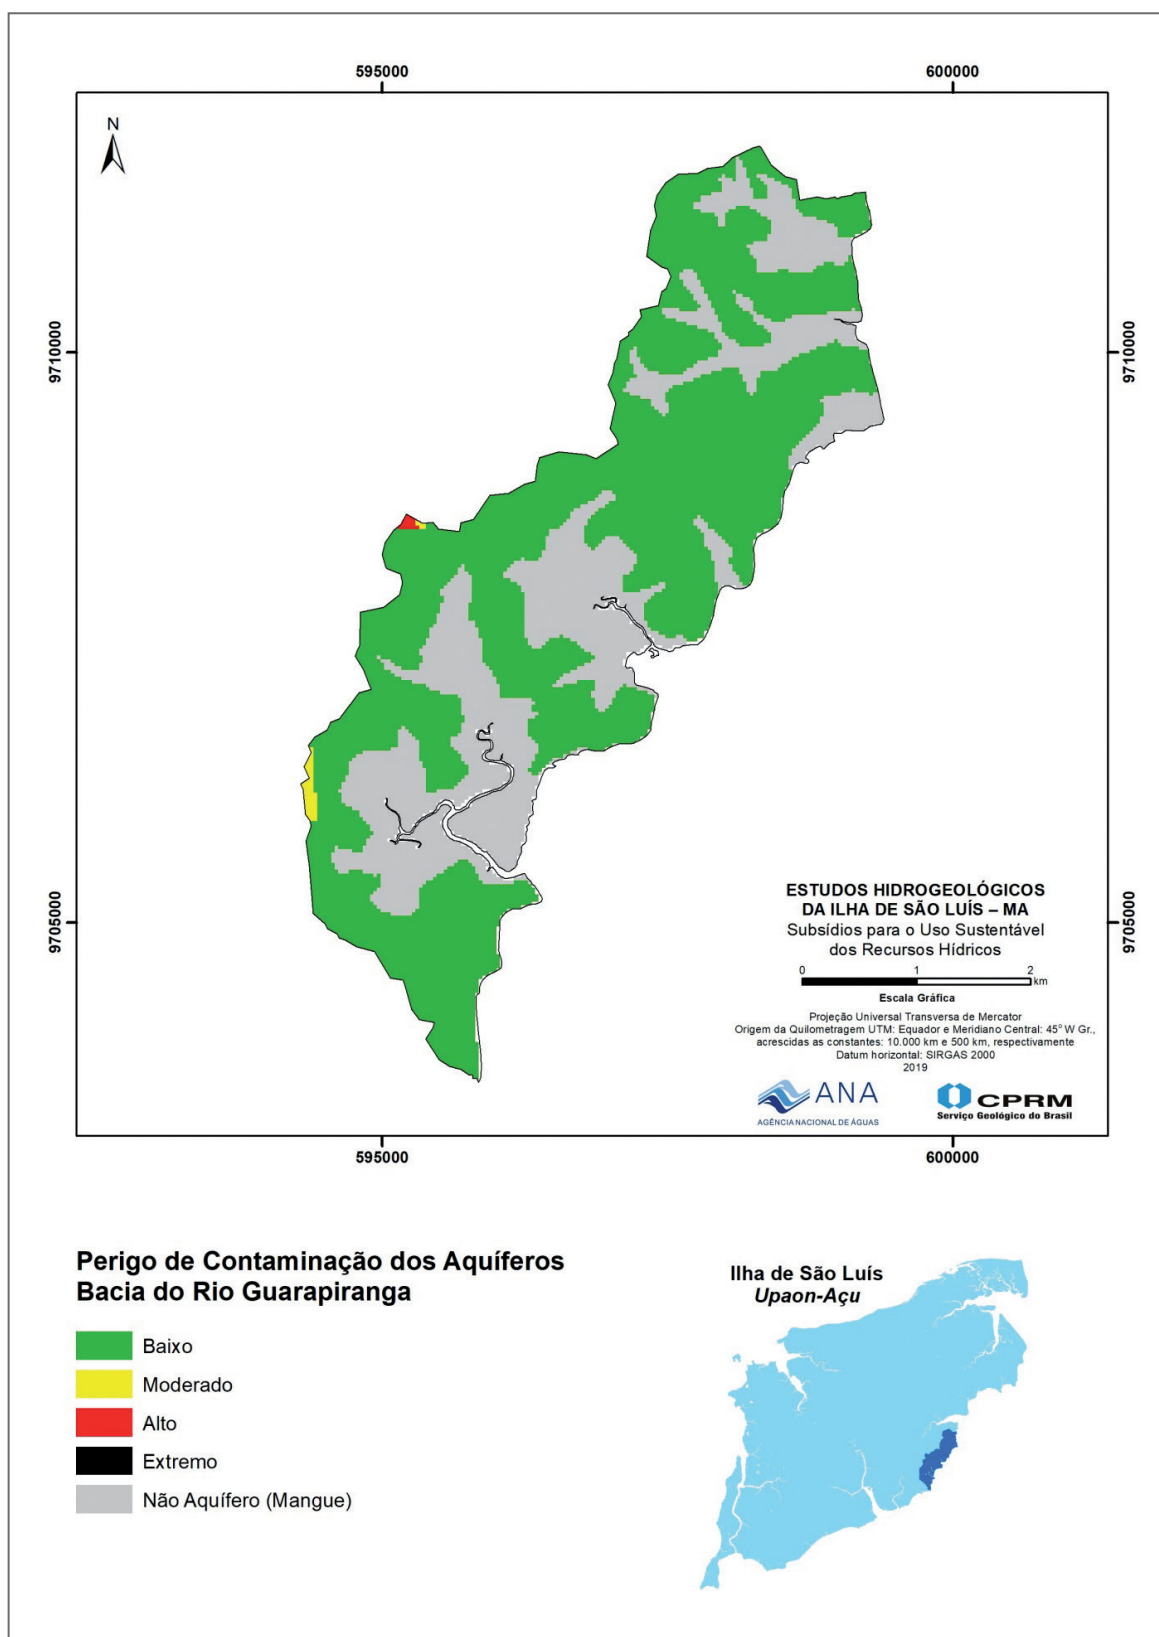 595000
600000
N
9710000
9710000
9705000
9705000
ESTUDOS HIDROGEOLÓGICOS
DA ILHA DE SÃO LUÍS – MA
Subsídios para o Uso Sustentável
dos Recursos Hídricos
0 1 2
km
Escala Gráfica
Projeção Universal Transversa de Mercator
Origem da Quilometragem UTM: Equador e Meridiano Central: 45° W Gr.,
acrescidas as constantes: 10.000 km e 500 km, respectivamente
Datum horizontal: SIRGAS 2000
2019
ANA
AGÊNCIA NACIONAL DE ÁGUAS
CPRM
Serviço Geológico do Brasil
595000
600000
Perigo de Contaminação dos Aquíferos
Bacia do Rio Guarapiranga
Baixo
Moderado
Alto
Extremo
Não Aquífero (Mangue)
Ilha de São Luís
Upaon-Açu